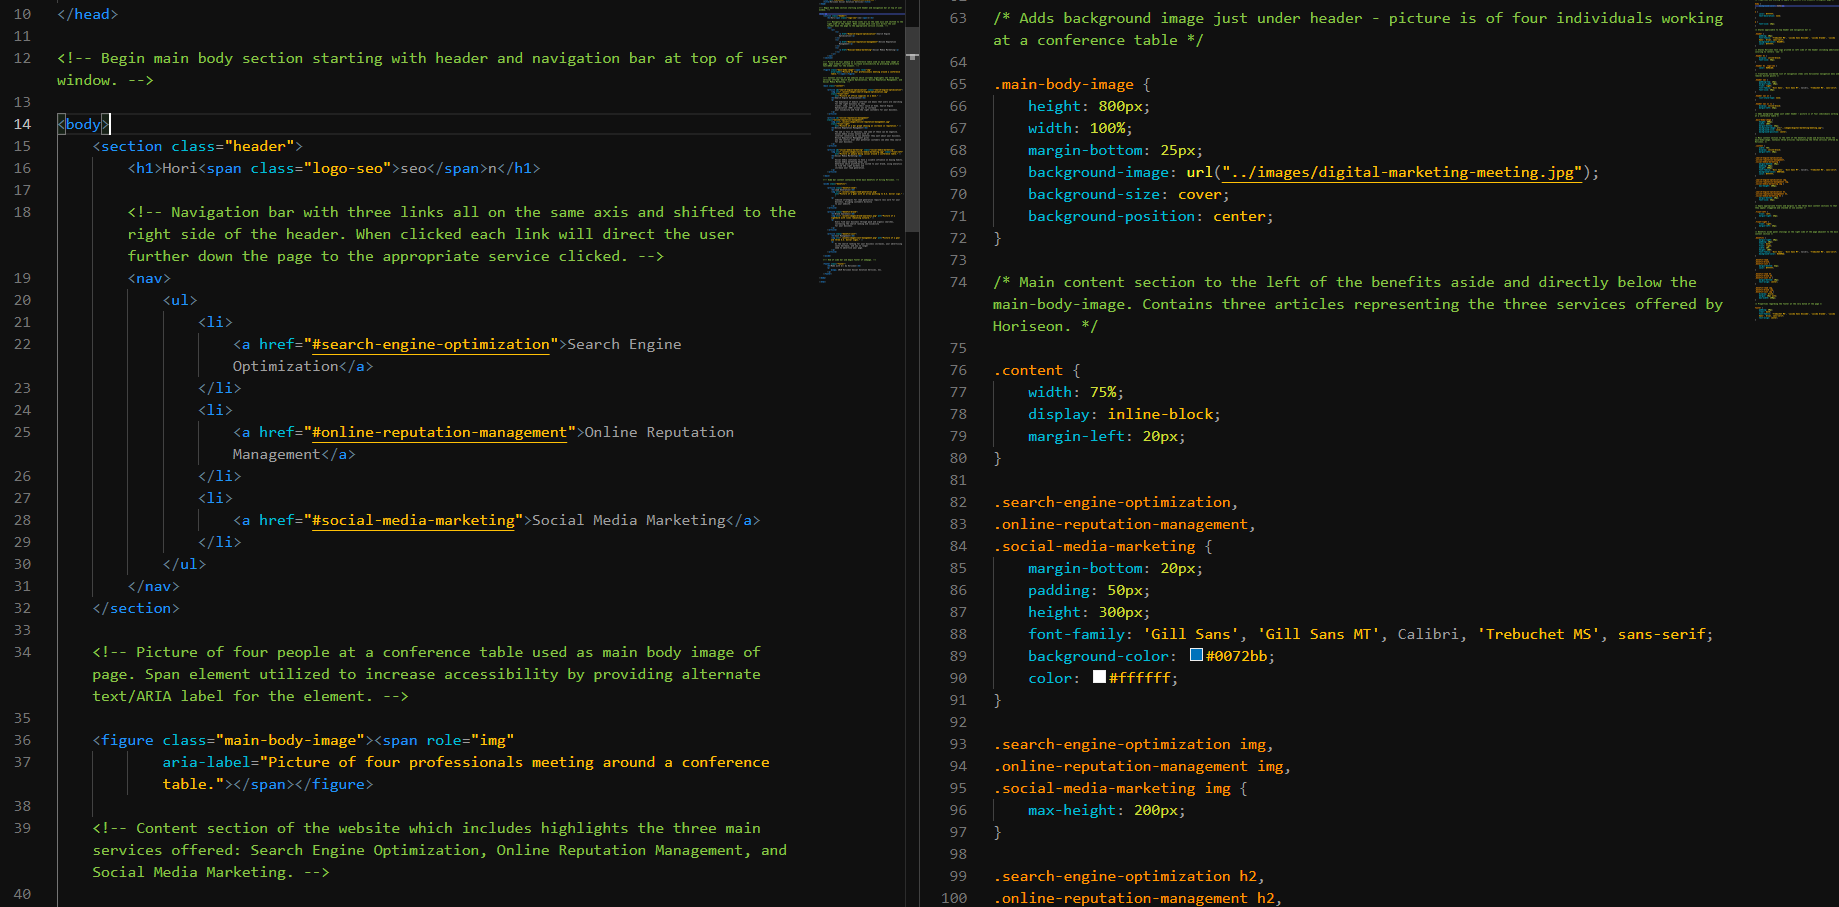 10 </head>
11
12 <!-- Begin main body section starting with header and navigation bar at top of user
window. -->
13
14 <body>
15 <section class="header">
16 <h1>Hori<span class="logo-seo">seo</span>n</h1>
17
18 <!-- Navigation bar with three links all on the same axis and shifted to the
right side of the header. When clicked each link will direct the user
further down the page to the appropriate service clicked. -->
19 <nav>
20 <ul>
21 <li>
22 <a href="#search-engine-optimization">Search Engine
Optimization</a>
23 </li>
24 <li>
25 <a href="#online-reputation-management">Online Reputation
Management</a>
26 </li>
27 <li>
28 <a href="#social-media-marketing">Social Media Marketing</a>
29 </li>
30 </ul>
31 </nav>
32 </section>
33
34 <!-- Picture of four people at a conference table used as main body image of
page. Span element utilized to increase accessibility by providing alternate
text/ARIA label for the element. -->
35
36 <figure class="main-body-image"><span role="img"
37 aria-label="Picture of four professionals meeting around a conference
table."></span></figure>
38
39 <!-- Content section of the website which includes highlights the three main
services offered: Search Engine Optimization, Online Reputation Management, and
Social Media Marketing. -->
40
63 /* Adds background image just under header - picture is of four individuals working
at a conference table */
64
65 .main-body-image {
66 height: 800px;
67 width: 100%;
68 margin-bottom: 25px;
69 background-image: url("../images/digital-marketing-meeting.jpg");
70 background-size: cover;
71 background-position: center;
72 }
73
74 /* Main content section to the left of the benefits aside and directly below the
main-body-image. Contains three articles representing the three services offered by
Horiseon. */
75
76 .content {
77 width: 75%;
78 display: inline-block;
79 margin-left: 20px;
80 }
81
82 .search-engine-optimization,
83 .online-reputation-management,
84 .social-media-marketing {
85 margin-bottom: 20px;
86 padding: 50px;
87 height: 300px;
88 font-family: 'Gill Sans', 'Gill Sans MT', Calibri, 'Trebuchet MS', sans-serif;
89 background-color: #0072bb;
90 color: #ffffff;
91 }
92
93 .search-engine-optimization img,
94 .online-reputation-management img,
95 .social-media-marketing img {
96 max-height: 200px;
97 }
98
99 .search-engine-optimization h2,
100 .online-reputation-management h2,